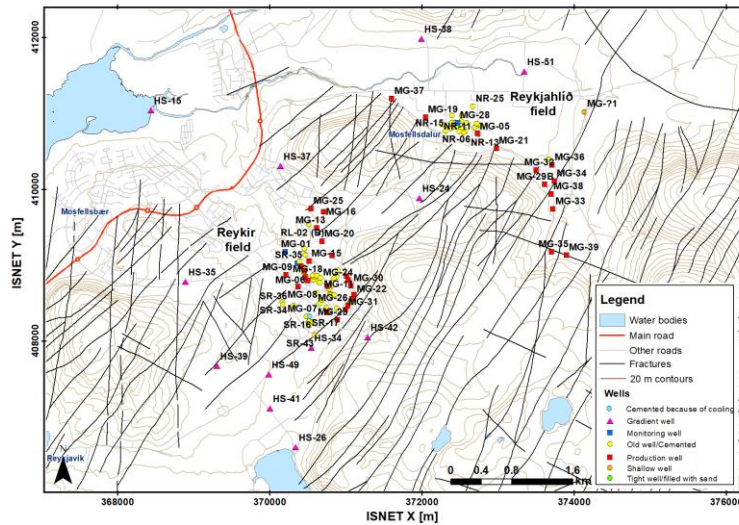 412000
410000
408000
ISNET Y [m]
368000
370000
372000
374000
376000
ISNET X [m]
HS-38
HS-51
HS-15
MG-37
NR-25
Reykjahlíð
field
MG-?1
MG-19
MG-28
NR-15
NR-11
MG-05
Mosfellsdalur
NR-06
NR-13
MG-21
HS-37
MG-32
MG-36
MG-29B
MG-34
MG-38
HS-24
MG-33
Mosfellsbær
MG-25
MG-16
MG-13
Reykir
field
RL-02 (B)
MG-20
MG-01
SR-35
MG-15
MG-35
MG-39
MG-09
MG-18
MG-24
MG-30
HS-35
MG-06
MG-22
SR-36
MG-08
MG-26
MG-31
SR-34
MG-07
MG-23
SR-16
SR-17
HS-34
HS-42
SR-43
HS-39
HS-49
HS-41
HS-26
Reykjavik
0
0.4
0.8
1.6
km
Legend
Water bodies
Main road
Other roads
Fractures
20 m contours
Wells
Cemented because of cooling
Gradient well
Monitoring well
Old well/Cemented
Production well
Shallow well
Tight well/filled with sand